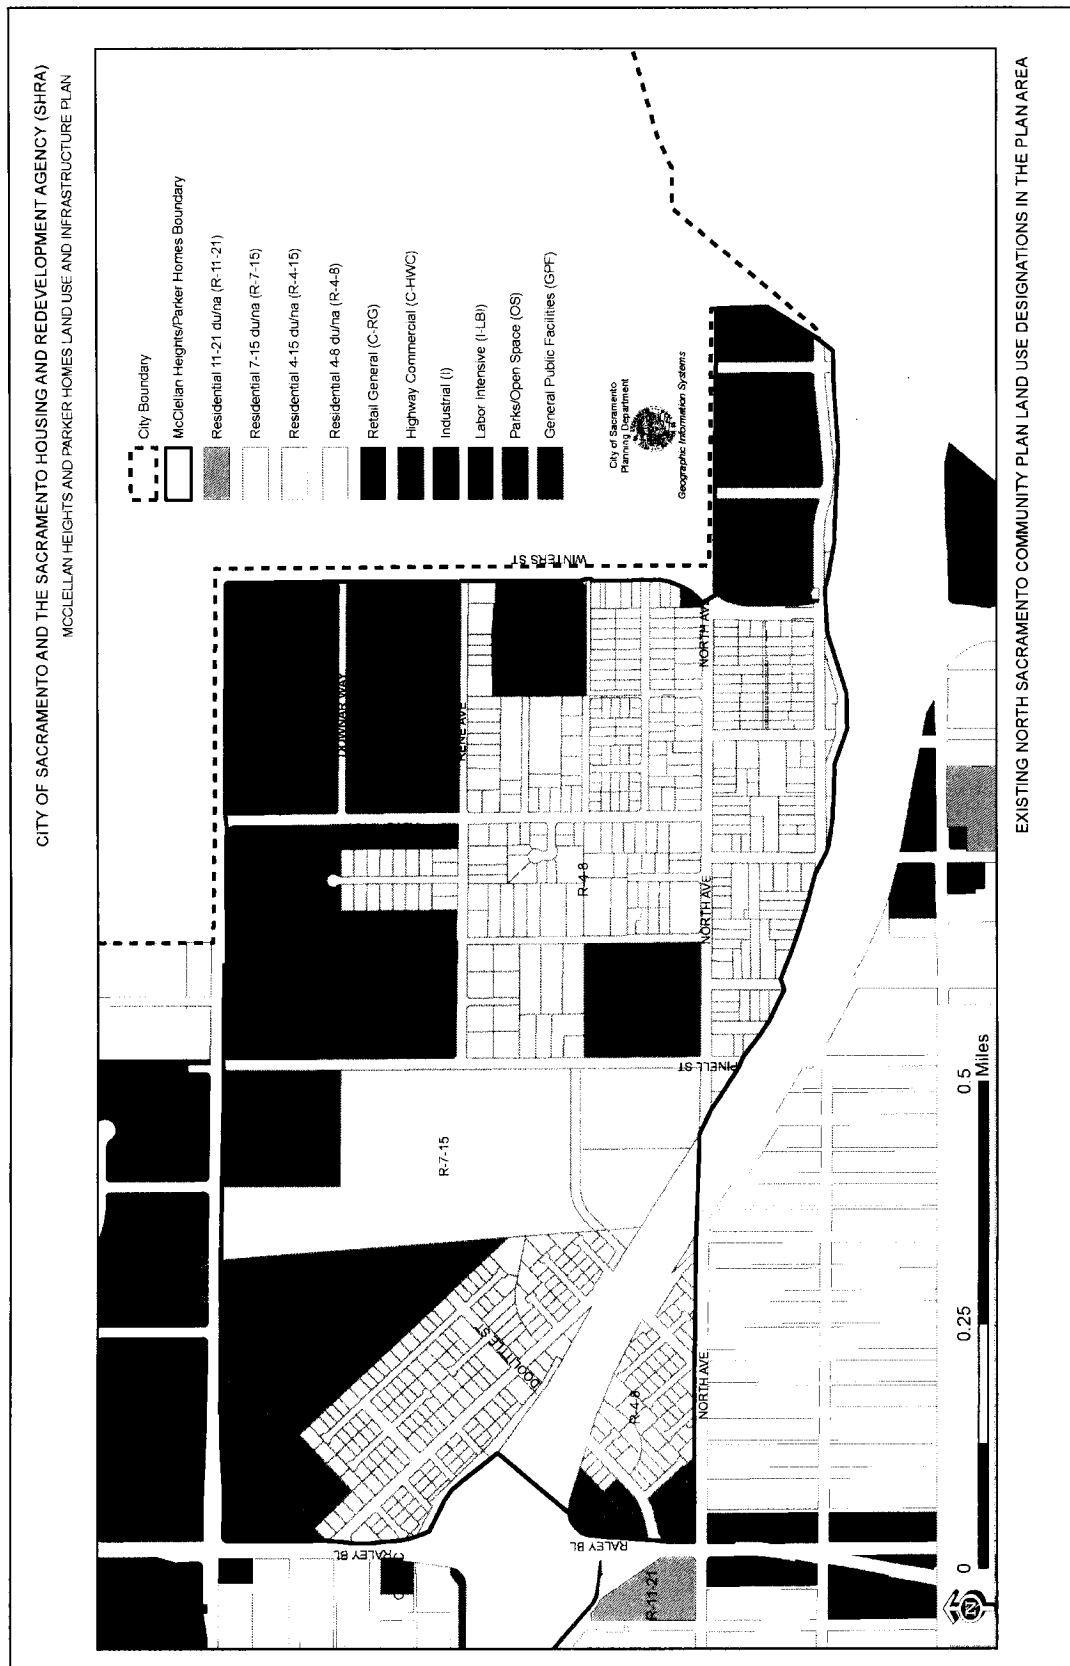 CITY OF SACRAMENTO AND THE SACRAMENTO HOUSING AND REDEVELOPMENT AGENCY (SHRA)
MCCLELLAN HEIGHTS AND PARKER HOMES LAND USE AND INFRASTRUCTURE PLAN
City Boundary
McClellan Heights/Parker Homes Boundary
Residential 11-21 du/na (R-11-21)
Residential 7-15 du/na (R-7-15)
Residential 4-15 du/na (R-4-15)
Residential 4-8 du/na (R-4-8)
Retail General (C-RG)
Highway Commercial (C-HWC)
Industrial (I)
Labor Intensive (I-LBI)
Parks/Open Space (OS)
General Public Facilities (GPF)
City of Sacramento
Planning Department
Geographic Information Systems
WINTERS ST
DOWNAR WAY
RENE AVE
NORTH AV
R-4-8
NORTH AVE
PINELL ST
R-7-15
DOOLITTLE ST
R-4-8
NORTH AVE
RALEY BL
RALEY BL
R-11-21
N
0
0.25
0.5
Miles
EXISTING NORTH SACRAMENTO COMMUNITY PLAN LAND USE DESIGNATIONS IN THE PLAN AREA